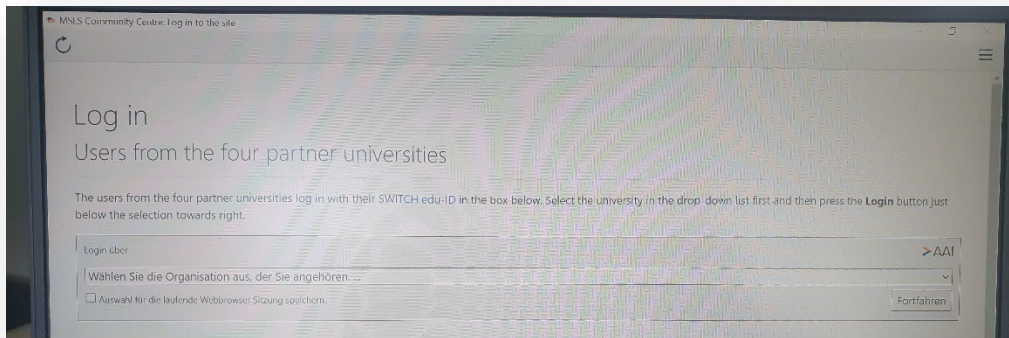 MSLS Community Centre: Log in to the site
Log in
Users from the four partner universities
The users from the four partner universities log in with their SWITCH edu-ID in the box below. Select the university in the drop-down list first and then press the Login button just
below the selection towards right.
Login über
>AAI
Wählen Sie die Organisation aus, der Sie angehören. ...
Auswahl für die laufende Webbrowser Sitzung speichern.
Fortfahren